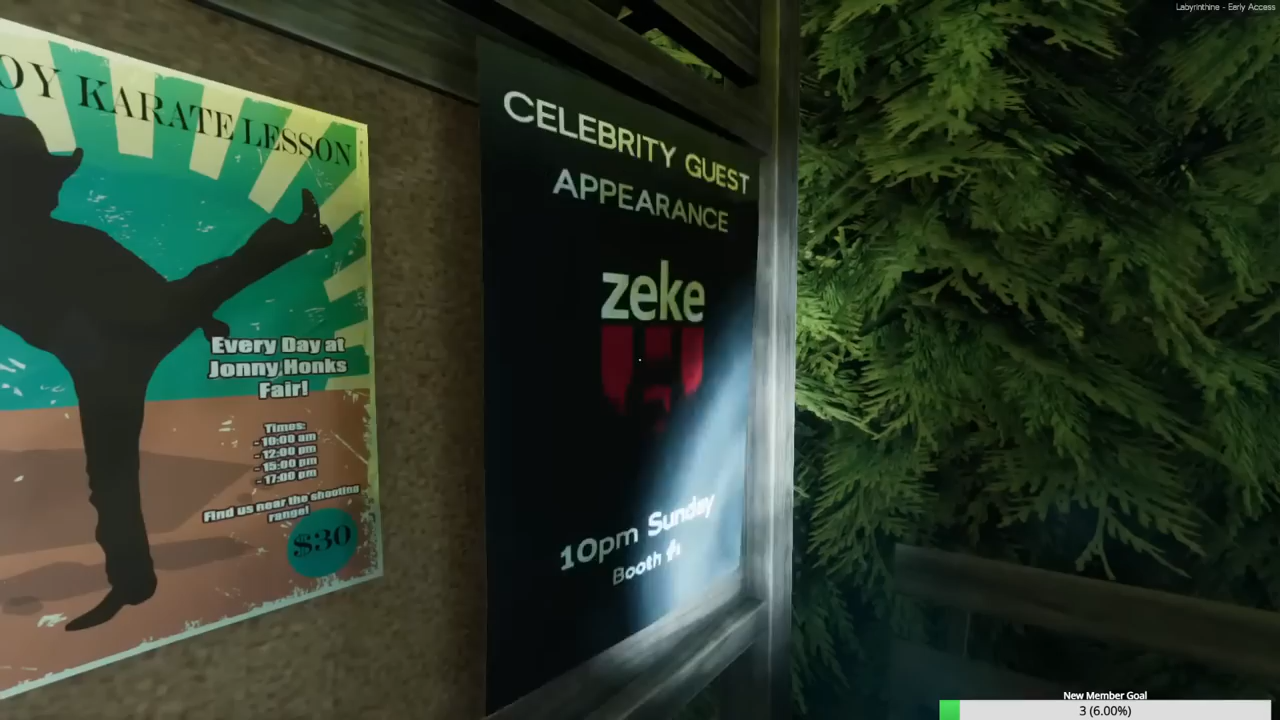 Labyrinthine - Early Access
OY KARATE LESSON
Every Day at
Jonny Honks
Fair!
Times:
- 10:00 am
- 12:00 pm
- 15:00 pm
- 17:00 pm
Find us near the shooting
range!
$30
CELEBRITY GUEST
APPEARANCE
zeke
10pm Sunday
Booth
New Member Goal
3 (6.00%)